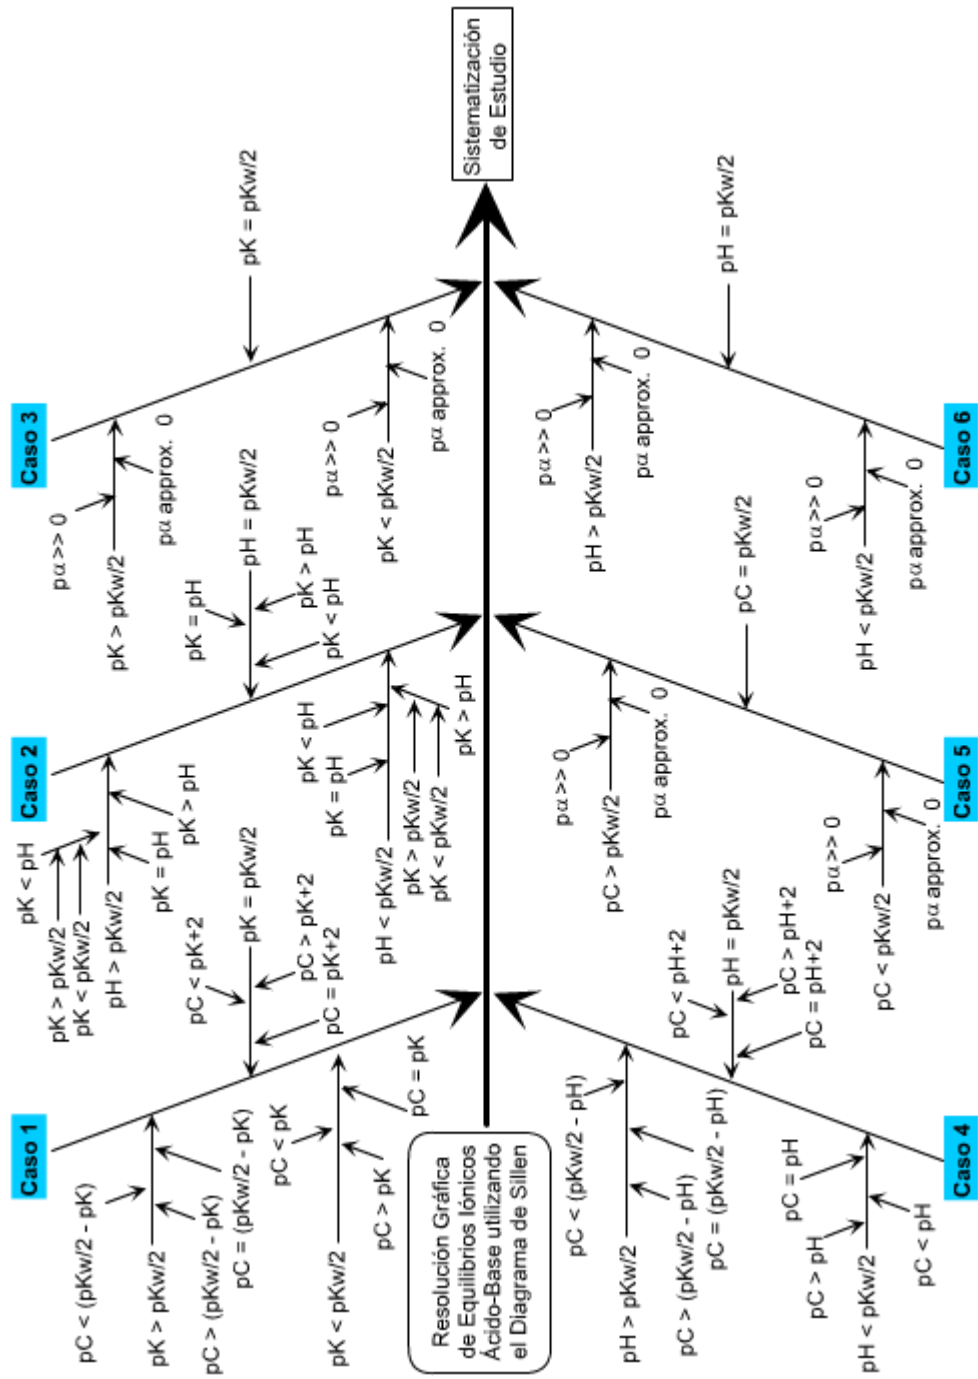 Caso 1
pC < (pKw/2 - pK)
pK > pKw/2
pC > (pKw/2 - pK)
pC = (pKw/2 - pK)
pC < pK+2
pK = pKw/2
pC > pK+2
pC = pK+2
pC < pK
pK < pKw/2
pC > pK
pC = pK
Caso 2
pK < pH
pK > pKw/2
pK < pKw/2
pH > pKw/2
pK = pH
pK > pH
pK = pH
pH = pKw/2
pK > pH
pK < pH
pK < pH
pK = pH
pH < pKw/2
pK > pKw/2
pK < pKw/2
pK > pH
Caso 3
pα >> 0
pK > pKw/2
pα approx. 0
pK = pKw/2
pα >> 0
pK < pKw/2
pα approx. 0
Resolución Gráfica
de Equilibrios Iónicos
Ácido-Base utilizando
el Diagrama de Sillen
Sistematización
de Estudio
pC < (pKw/2 - pH)
pH > pKw/2
pC > (pKw/2 - pH)
pC = (pKw/2 - pH)
pC < pH+2
pH = pKw/2
pC > pH+2
pC = pH+2
pC = pH
pC > pH
pH < pKw/2
pC < pH
Caso 4
pα >> 0
pC > pKw/2
pα approx. 0
pC = pKw/2
pα >> 0
pC < pKw/2
pα approx. 0
Caso 5
pα >> 0
pH > pKw/2
pα approx. 0
pH = pKw/2
pα >> 0
pH < pKw/2
pα approx. 0
Caso 6